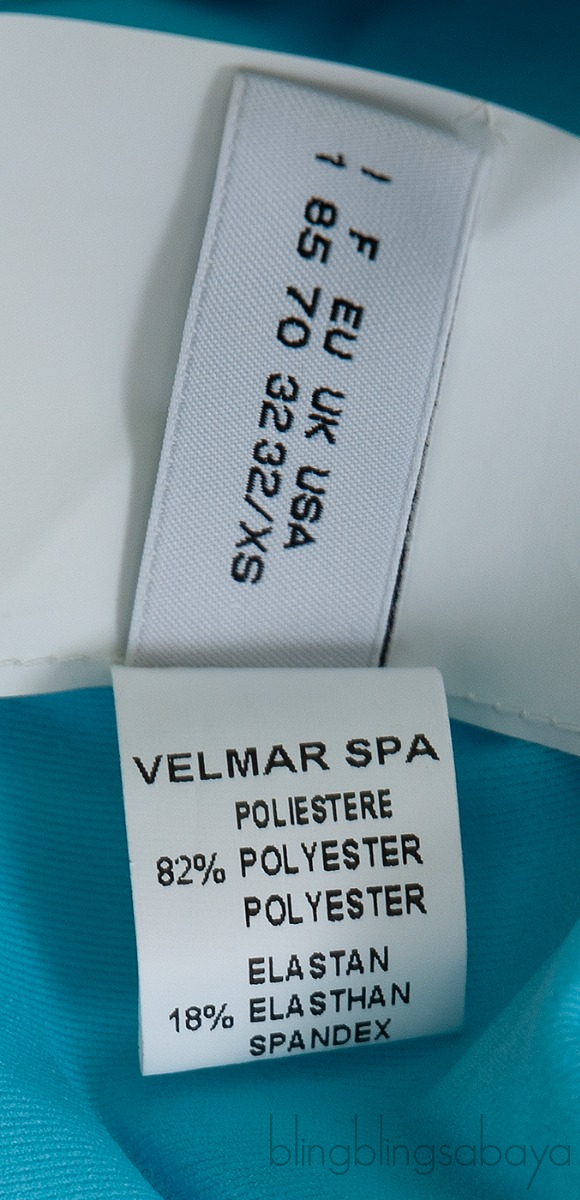 I F EU UK USA
1 85 70 32 32/XS
VELMAR SPA
POLIESTERE
82% POLYESTER
POLYESTER
ELASTAN
18% ELASTHAN
SPANDEX
blingblingsabaya